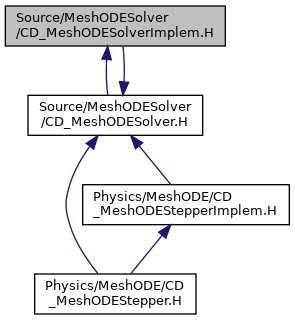 Source/MeshODESolver
/CD_MeshODESolverImplem.H
Source/MeshODESolver
/CD_MeshODESolver.H
Physics/MeshODE/CD
_MeshODEStepperImplem.H
Physics/MeshODE/CD
_MeshODEStepper.H